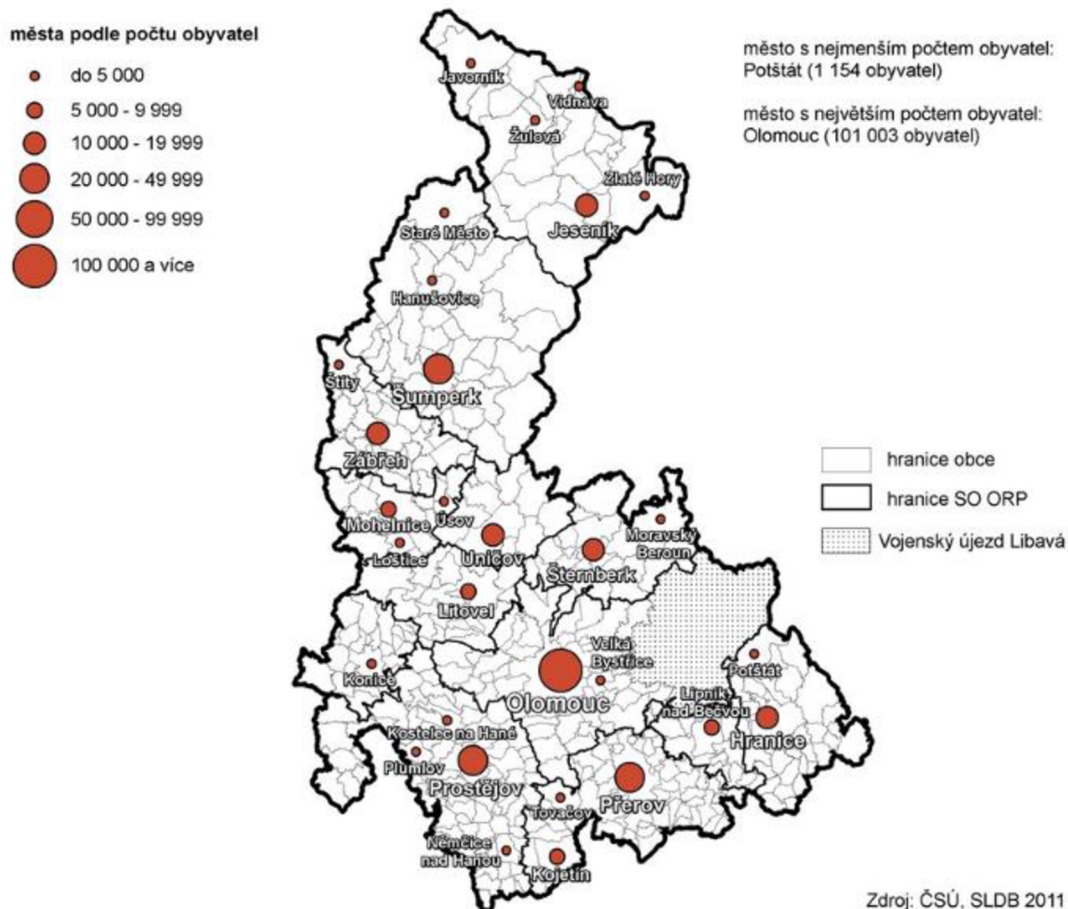 města podle počtu obyvatel
do 5 000
5 000 - 9 999
10 000 - 19 999
20 000 - 49 999
50 000 - 99 999
100 000 a více
město s nejmenším počtem obyvatel:
Potštát (1 154 obyvatel)
město s největším počtem obyvatel:
Olomouc (101 003 obyvatel)
Javorník
Vidnava
Žulová
Zlaté Hory
Jeseník
Staré Město
Hanušovice
Štíty
Šumperk
Zábřeh
Mohelnice
Úsov
Loštice
Uničov
Moravský
Beroun
Šternberk
Litovel
hranice obce
hranice SO ORP
Vojenský újezd Libavá
Velká
Bystřice
Potštát
Konice
Olomouc
Lipník
nad Bečvou
Hranice
Kostelec na Hané
Plumlov
Prostějov
Přerov
Tovačov
Němčice
nad Hanou
Kojetín
Zdroj: ČSÚ, SLDB 2011